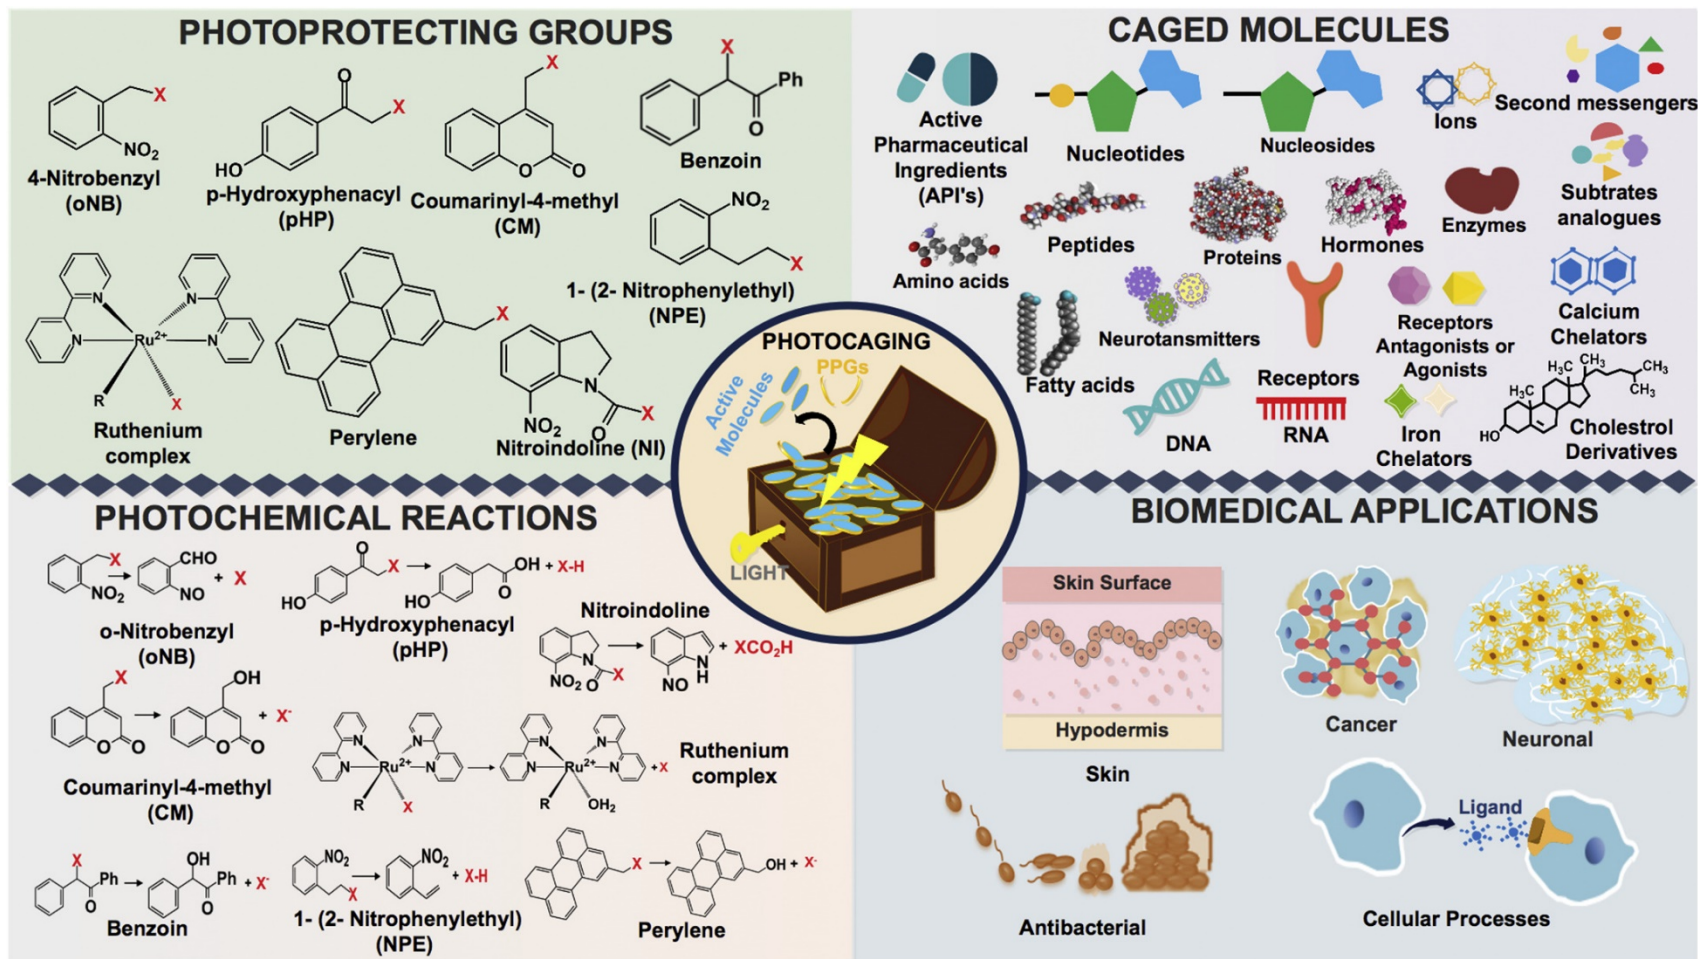 PHOTOPROTECTING GROUPS
X
NO2
4-Nitrobenzyl
(oNB)
O
X
HO
p-Hydroxyphenacyl
(pHP)
X
O
O
Coumarinyl-4-methyl
(CM)
X
Ph
O
Benzoin
NO2
X
1- (2- Nitrophenylethyl)
(NPE)
N
N
N
N
Ru2+
R
X
Ruthenium
complex
X
Perylene
N
NO2
O
X
Nitroindoline (NI)
CAGED MOLECULES
Active
Pharmaceutical
Ingredients
(API's)
Nucleotides
Nucleosides
Ions
Second messengers
Peptides
Proteins
Hormones
Enzymes
Subtrates
analogues
Amino acids
Neurotansmitters
Receptors
Antagonists or
Agonists
Calcium
Chelators
Fatty acids
DNA
Receptors
RNA
Iron
Chelators
H3C
CH3
CH3
CH3
H3C
HO
Cholestrol
Derivatives
PHOTOCAGING
PPGs
Active
Molecules
LIGHT
PHOTOCHEMICAL REACTIONS
X
NO2
CHO
NO
+ X
o-Nitrobenzyl
(oNB)
O
X
HO
OH
O
HO
+ X-H
p-Hydroxyphenacyl
(pHP)
Nitroindoline
N
NO2
O
X
N
H
NO
+ XCO2H
X
O
O
OH
O
O
+ X-
Coumarinyl-4-methyl
(CM)
N
N
N
N
Ru2+
R
X
N
N
N
N
Ru2+
R
OH2
+ X
Ruthenium
complex
X
Ph
O
OH
Ph
O
+ X-
Benzoin
NO2
X
NO2
+ X-H
1- (2- Nitrophenylethyl)
(NPE)
X
OH
+ X-
Perylene
BIOMEDICAL APPLICATIONS
Skin Surface
Hypodermis
Skin
Cancer
Neuronal
Antibacterial
Ligand
Cellular Processes